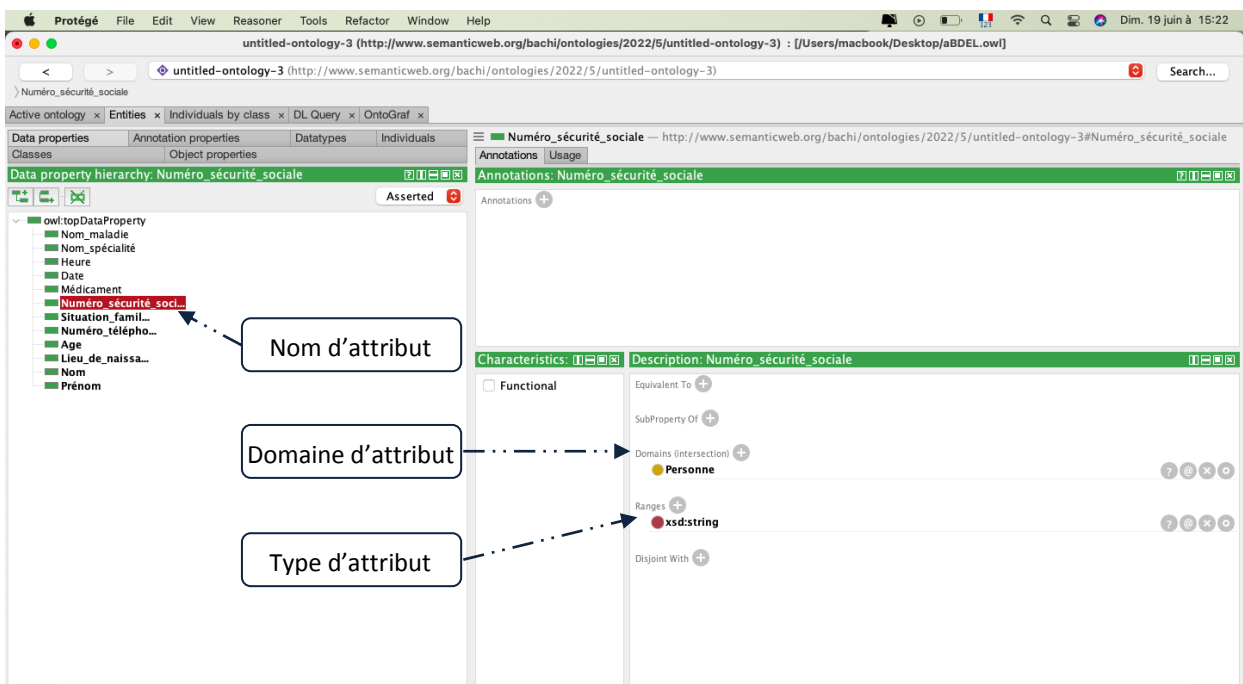 Protégé File Edit View Reasoner Tools Refactor Window Help 123 Dim. 19 juin à 15:22
untitled-ontology-3 (http://www.semanticweb.org/bachi/ontologies/2022/5/untitled-ontology-3) : [/Users/macbook/Desktop/aBDEL.owl]
< > untitled-ontology-3 (http://www.semanticweb.org/bachi/ontologies/2022/5/untitled-ontology-3) Search...
Numéro_sécurité_sociale
Active ontology × Entities × Individuals by class × DL Query × OntoGraf ×
Data properties Annotation properties Datatypes Individuals
Classes Object properties
Data property hierarchy: Numéro_sécurité_sociale
Asserted
owl:topDataProperty
Nom_maladie
Nom_spécialité
Heure
Date
Médicament
Numéro_sécurité_soci...
Situation_famil...
Numéro_télépho...
Age
Lieu_de_naissa...
Nom
Prénom
Nom d’attribut
Domaine d’attribut
Type d’attribut
Numéro_sécurité_sociale — http://www.semanticweb.org/bachi/ontologies/2022/5/untitled-ontology-3#Numéro_sécurité_sociale
Annotations Usage
Annotations: Numéro_sécurité_sociale
Annotations
Characteristics:
Functional
Description: Numéro_sécurité_sociale
Equivalent To
SubProperty Of
Domains (intersection)
Personne
Ranges
xsd:string
Disjoint With